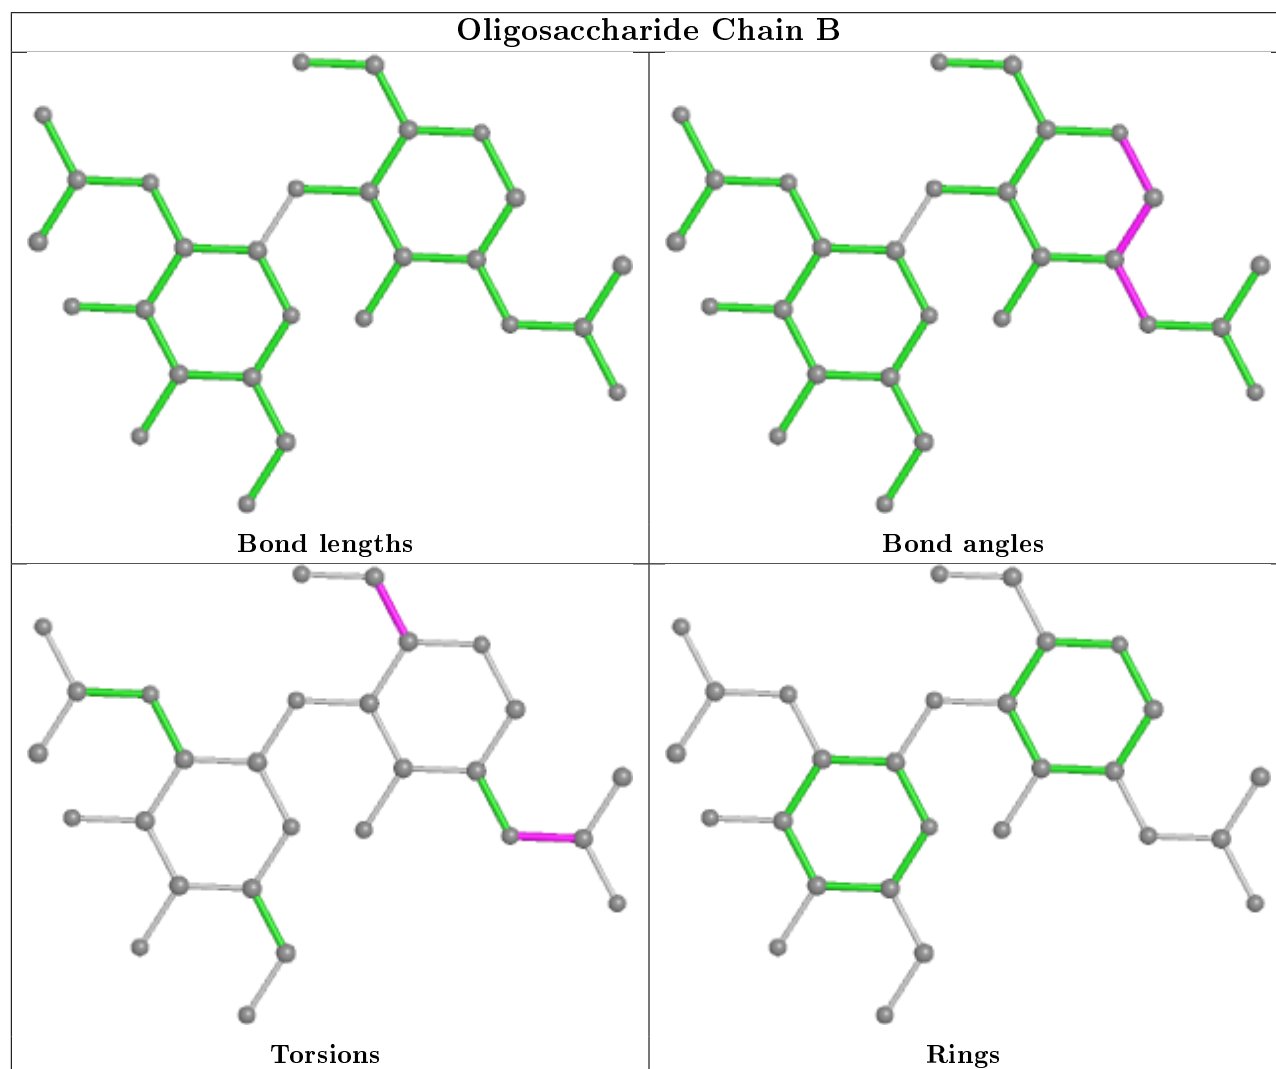 Oligosaccharide Chain B
Bond lengths
Bond angles
Torsions
Rings